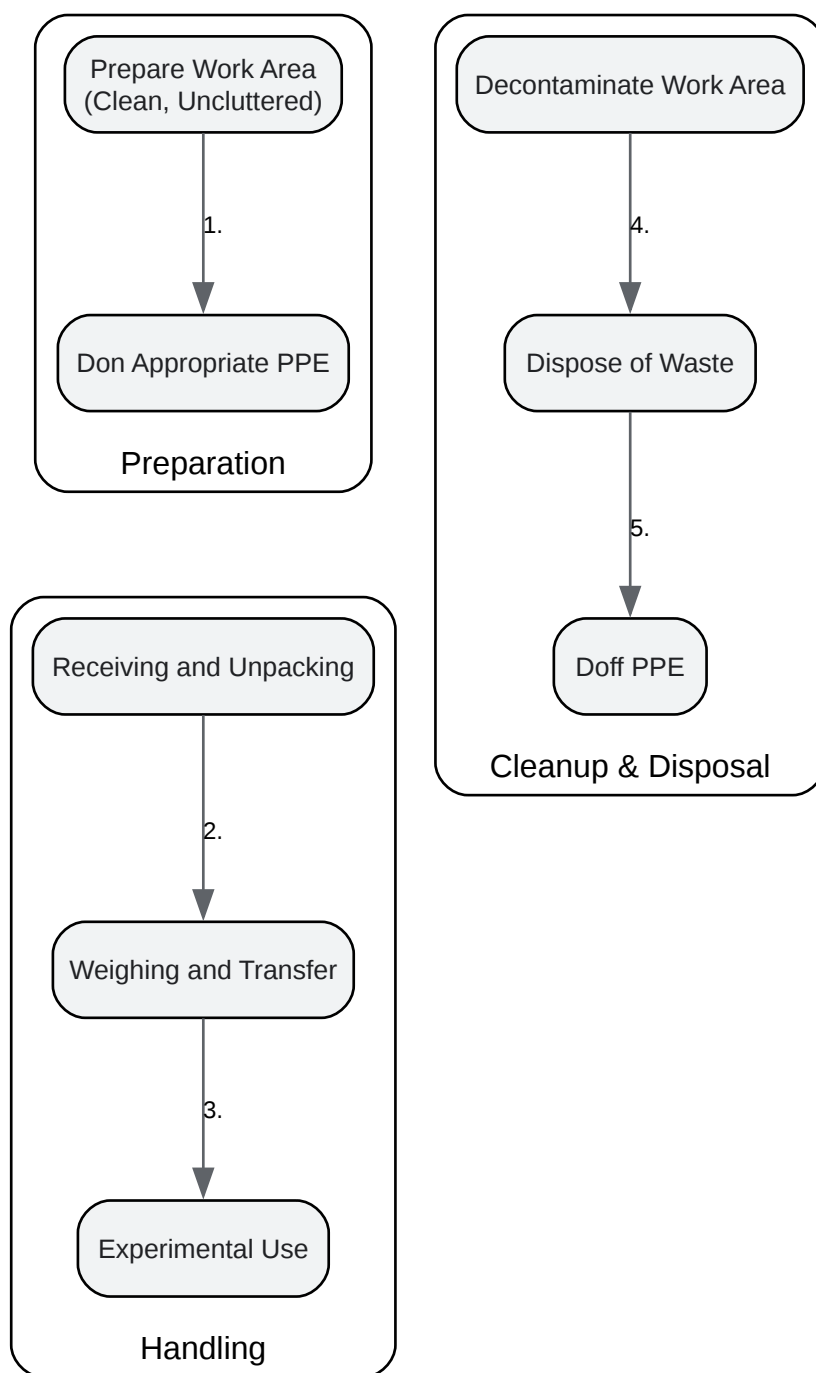 Prepare Work Area
(Clean, Uncluttered)
1.
Don Appropriate PPE
Preparation
Receiving and Unpacking
2.
Weighing and Transfer
3.
Experimental Use
Handling
Decontaminate Work Area
4.
Dispose of Waste
5.
Doff PPE
Cleanup & Disposal